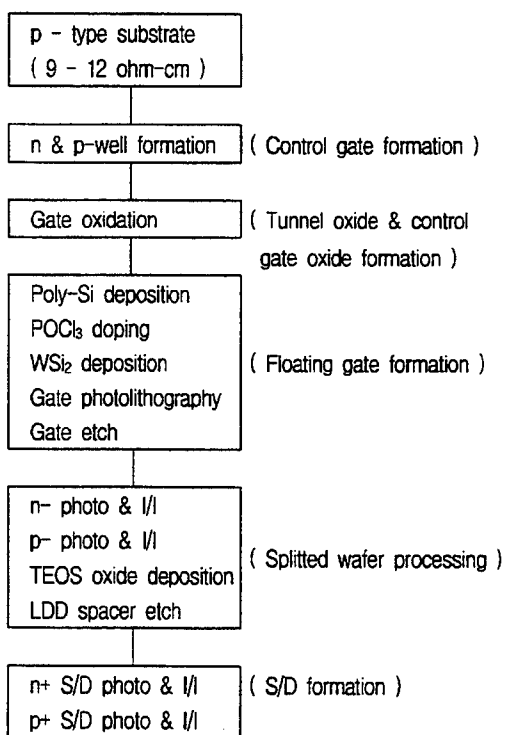 p - type substrate
( 9 - 12 ohm-cm )
n & p-well formation
( Control gate formation )
Gate oxidation
( Tunnel oxide & control
gate oxide formation )
Poly-Si deposition
POCl₃ doping
WSi₂ deposition
Gate photolithography
Gate etch
( Floating gate formation )
n- photo & I/I
p- photo & I/I
TEOS oxide deposition
LDD spacer etch
( Splitted wafer processing )
n+ S/D photo & I/I
p+ S/D photo & I/I
( S/D formation )